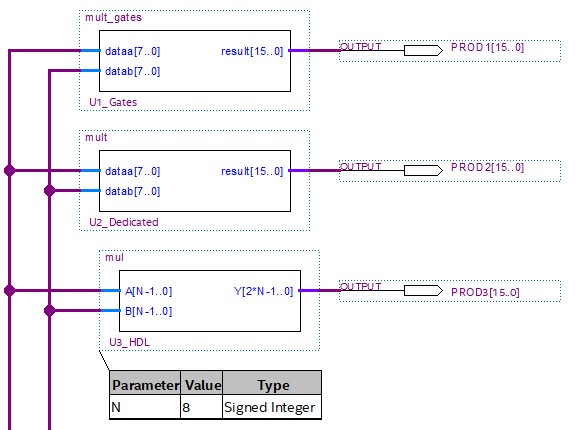 mult_gates
dataa[7..0] result[15..0]
datab[7..0]
U1_Gates
OUTPUT PROD1[15..0]
mult
dataa[7..0] result[15..0]
datab[7..0]
U2_Dedicated
OUTPUT PROD2[15..0]
mul
A[N-1..0] Y[2*N-1..0]
B[N-1..0]
U3_HDL
OUTPUT PROD3[15..0]
Parameter Value Type
N 8 Signed Integer